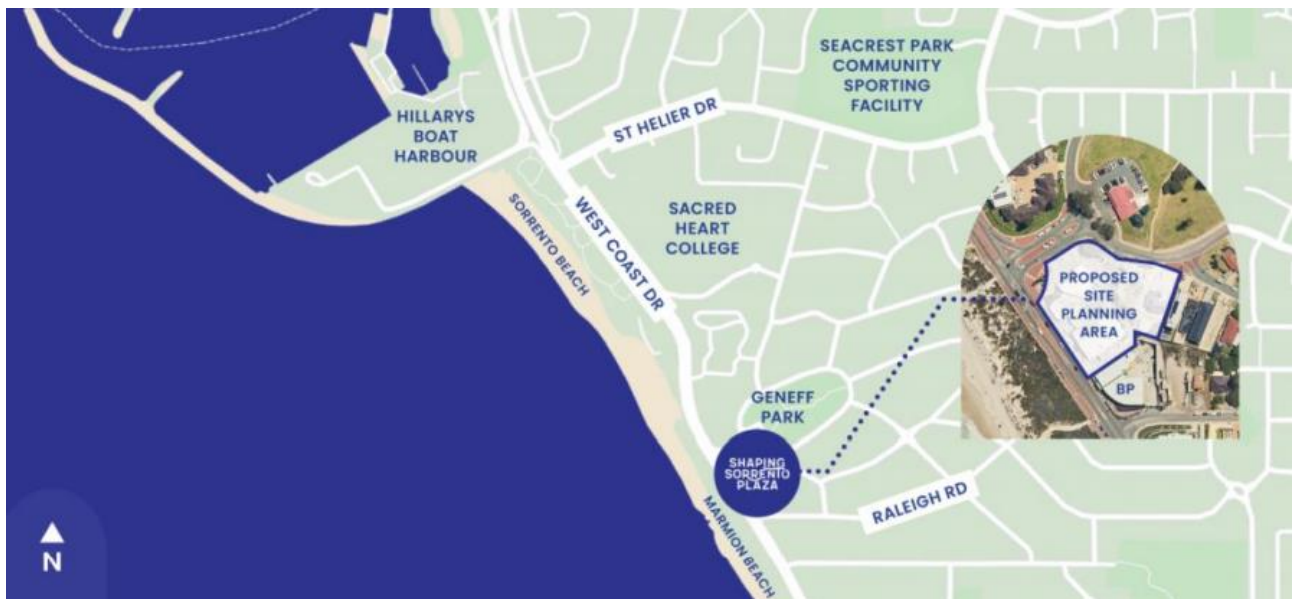 SEACREST PARK
COMMUNITY
SPORTING
FACILITY
HILLARYS
BOAT
HARBOUR
ST HELIER DR
SORRENTO BEACH
WEST COAST DR
SACRED
HEART
COLLEGE
PROPOSED
SITE
PLANNING
AREA
BP
GENEFF
PARK
SHAPING
SORRENTO
PLAZA
RALEIGH RD
MARMION BEACH
N